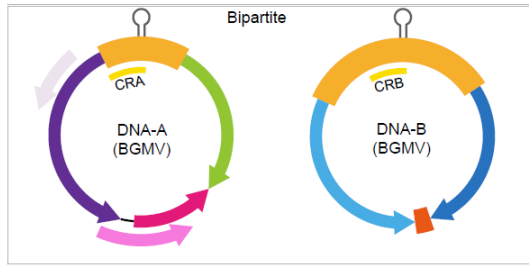 Bipartite
CRA
DNA-A
(BGMV)
CRB
DNA-B
(BGMV)